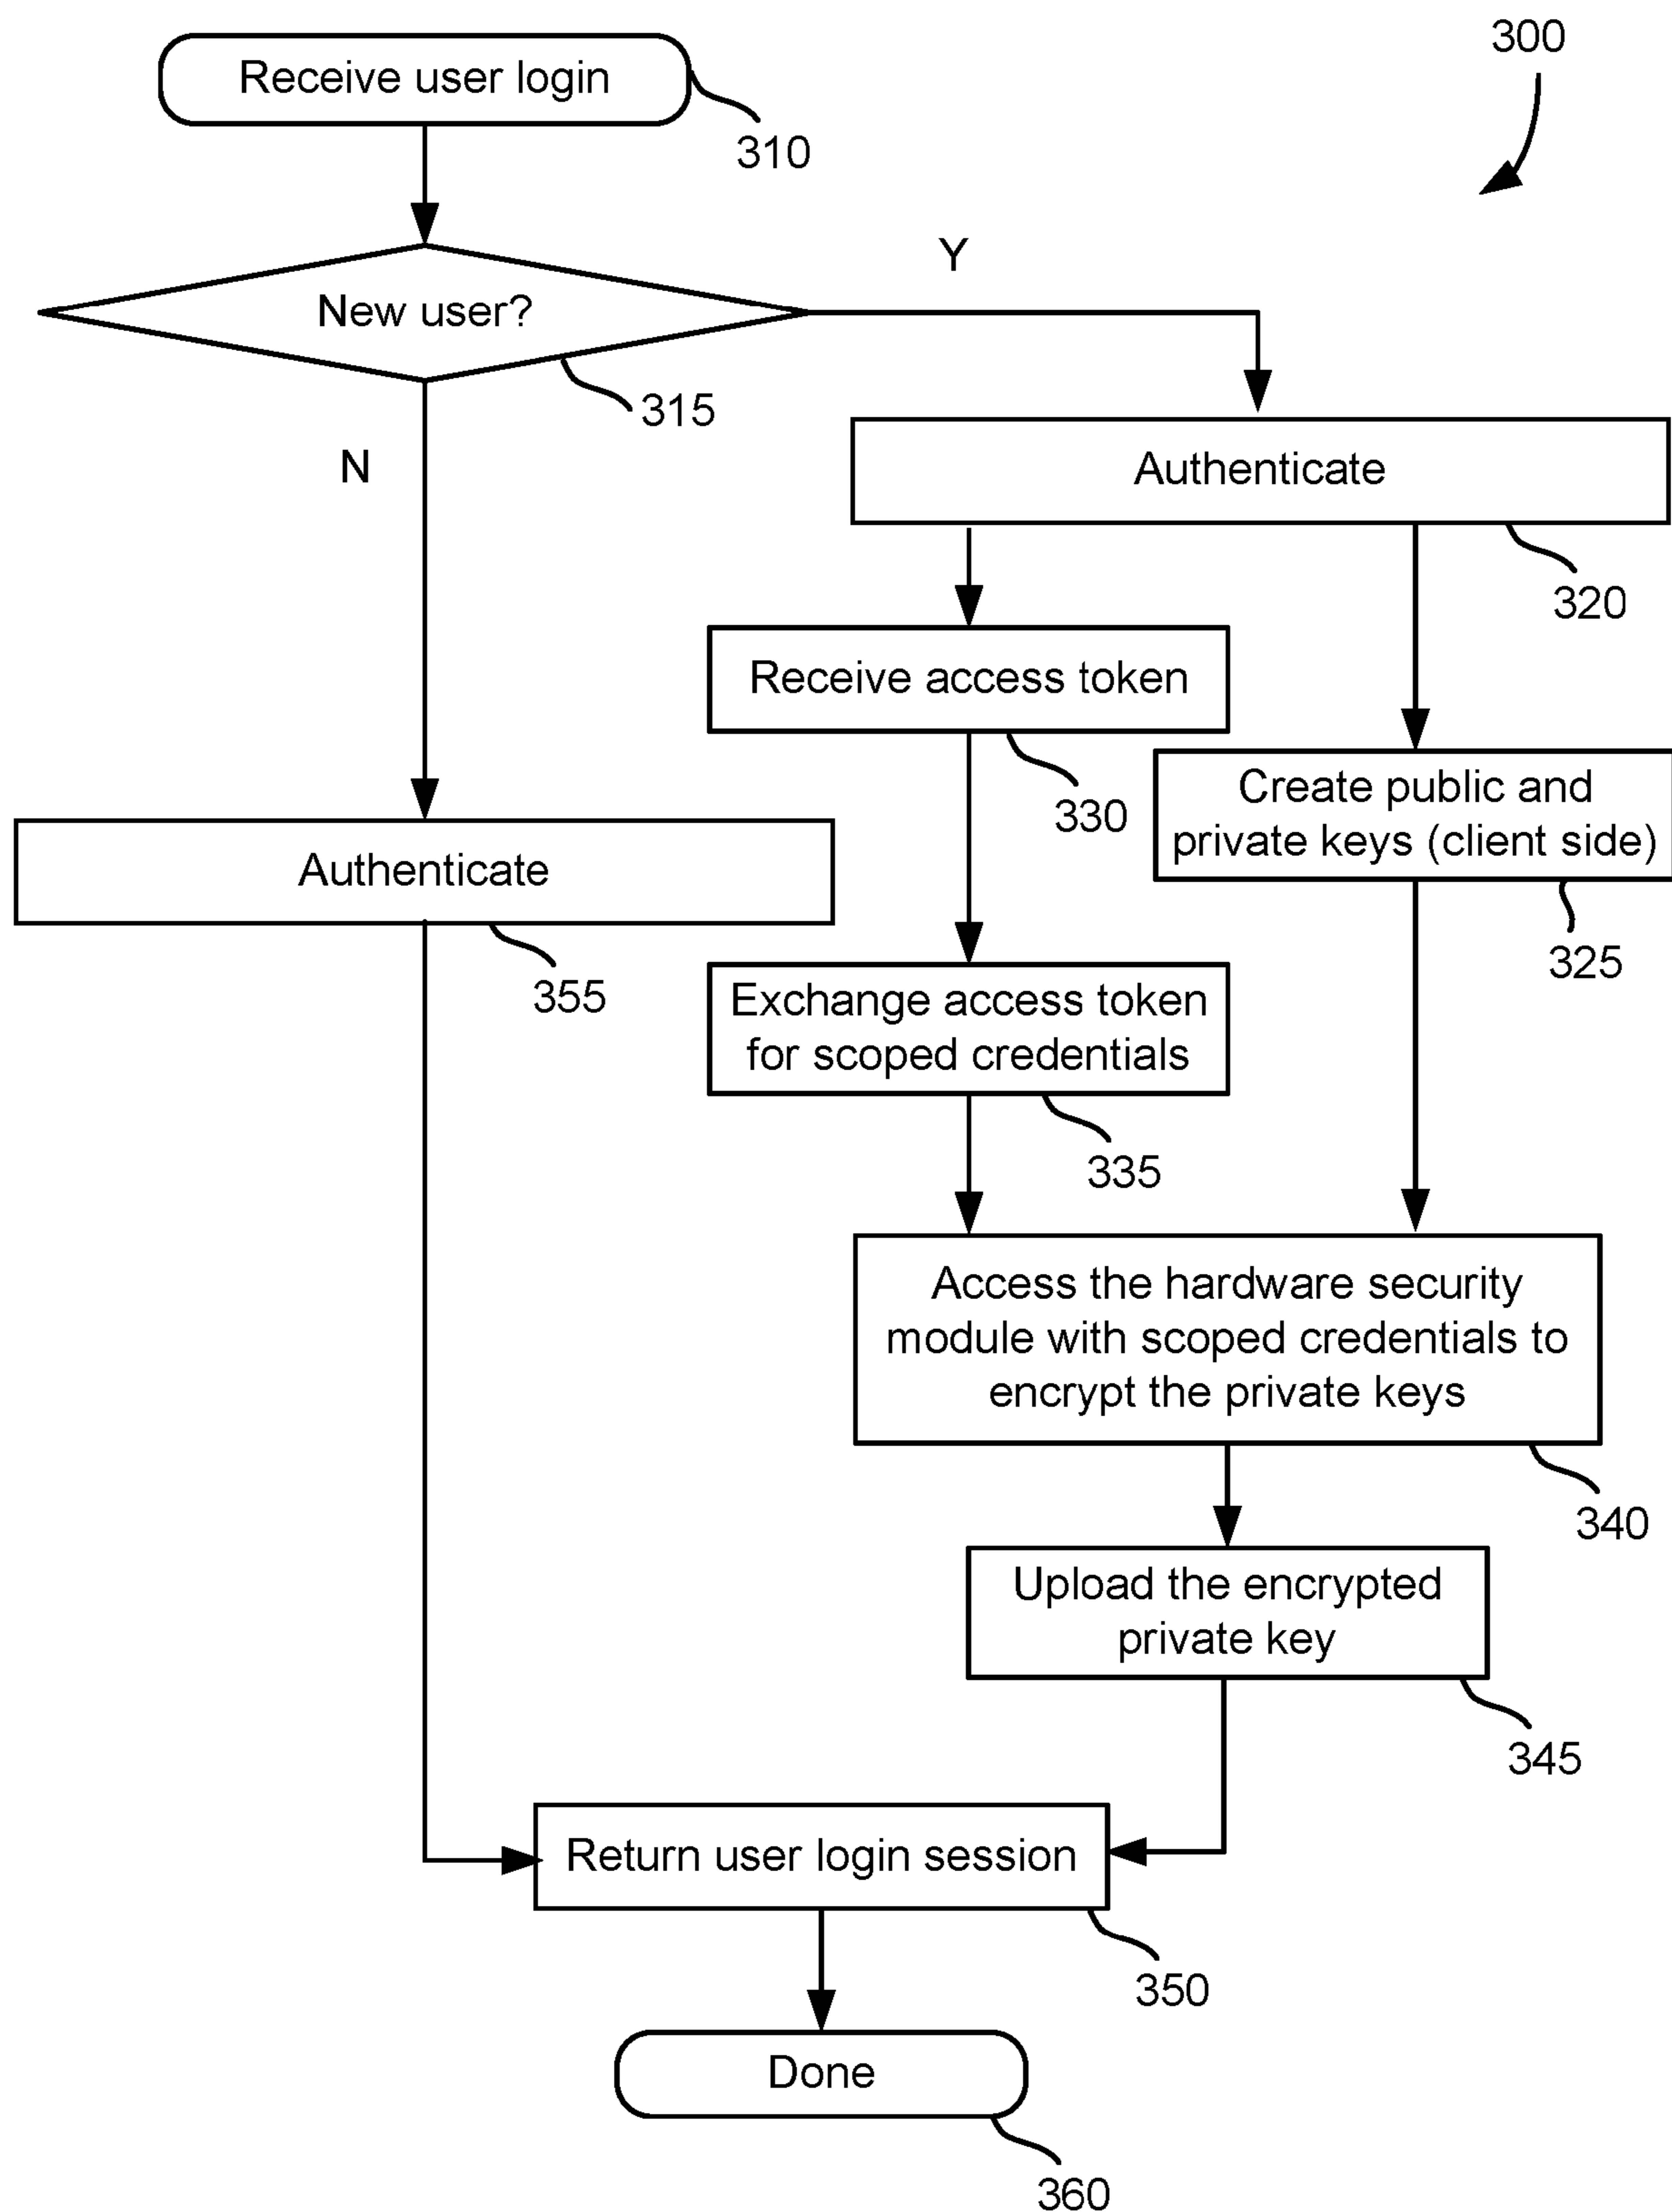 300
Receive user login
310
New user?
315
Y
N
Authenticate
320
Receive access token
330
Create public and
private keys (client side)
325
Authenticate
355
Exchange access token
for scoped credentials
335
Access the hardware security
module with scoped credentials to
encrypt the private keys
340
Upload the encrypted
private key
345
Return user login session
350
Done
360